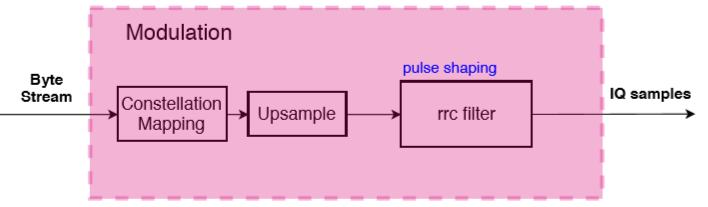 Modulation
pulse shaping
Byte
Stream
IQ samples
Constellation
Mapping
Upsample
rrc filter